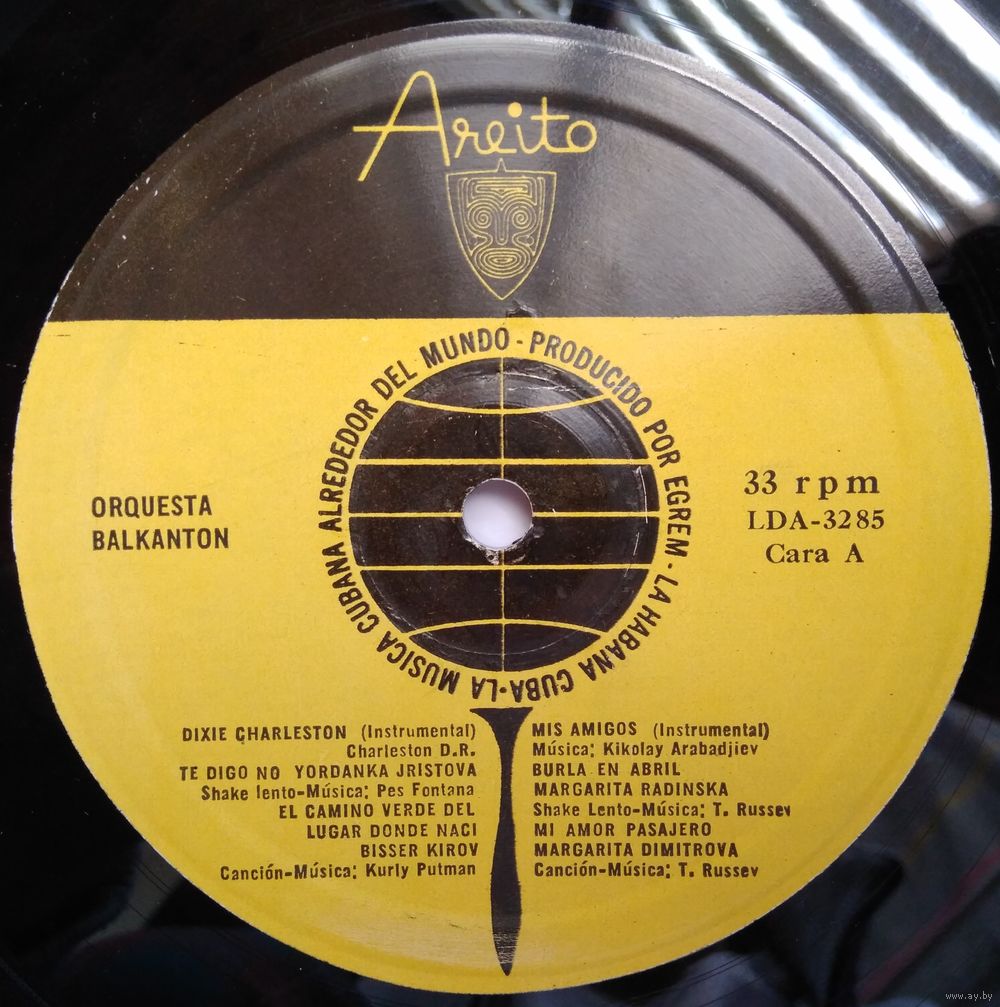 Areito
LA MUSICA CUBANA ALREDEDOR DEL MUNDO - PRODUCIDO POR EGREM - LA HABANA CUBA -
ORQUESTA
BALKANTON
33 rpm
LDA-3285
Cara A
DIXIE CHARLESTON (Instrumental)
Charleston D.R.
TE DIGO NO YORDANKA JRISTOVA
Shake lento-Música: Pes Fontana
EL CAMINO VERDE DEL
LUGAR DONDE NACI
BISSER KIROV
Canción-Música: Kurly Putman
MIS AMIGOS (Instrumental)
Música: Kikolay Arabadjiev
BURLA EN ABRIL
MARGARITA RADINSKA
Shake Lento-Música: T. Russev
MI AMOR PASAJERO
MARGARITA DIMITROVA
Canción-Música: T. Russev
www.ay.by